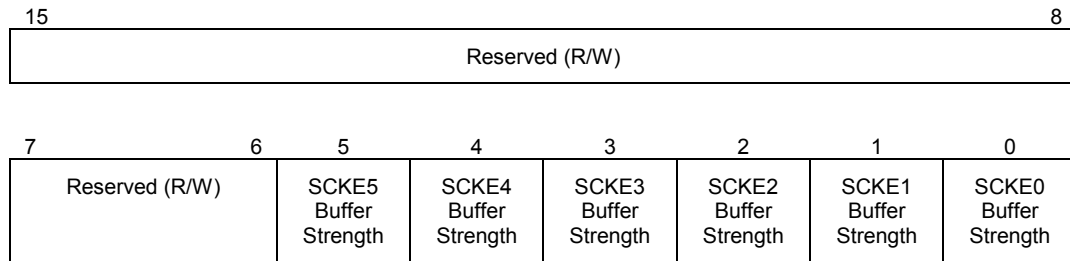 15 8
Reserved (R/W)
7 6 5 4 3 2 1 0
Reserved (R/W) SCKE5 SCKE4 SCKE3 SCKE2 SCKE1 SCKE0
Buffer Buffer Buffer Buffer Buffer Buffer
Strength Strength Strength Strength Strength Strength